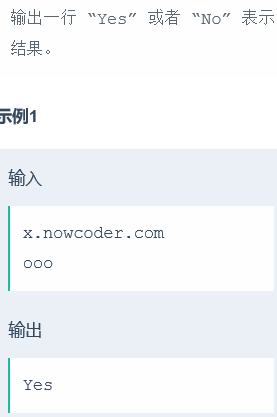 输出一行 “Yes” 或者 “No” 表示
结果。
示例1
输入
x.nowcoder.com
ooo
输出
Yes